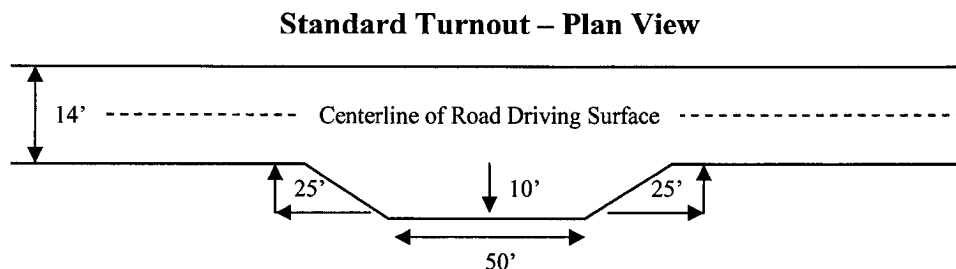 Standard Turnout – Plan View
14’
Centerline of Road Driving Surface
25’
10’
25’
50’